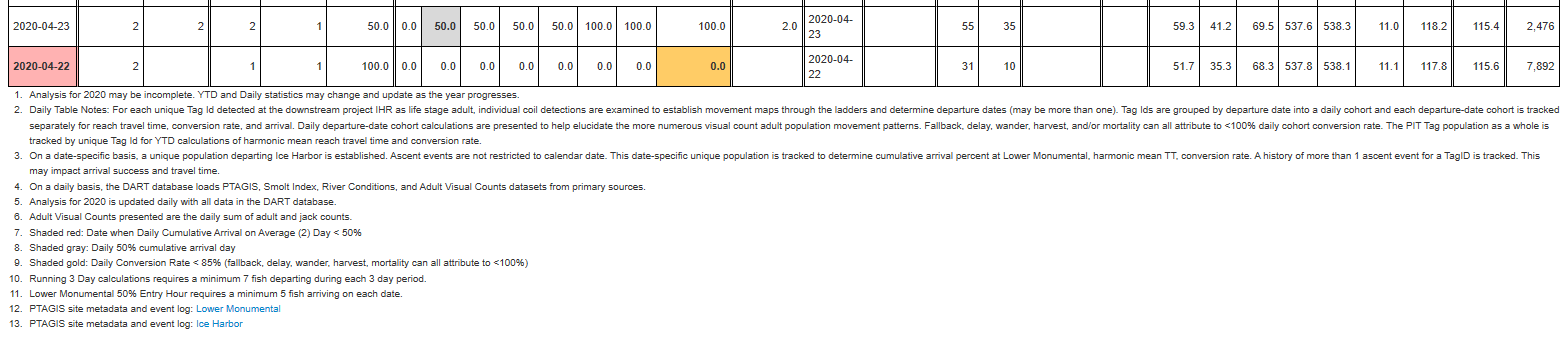 2020-04-23 2 2 2 1 50.0 0.0 50.0 50.0 50.0 50.0 100.0 100.0 100.0 2.0 2020-04-23 55 35 59.3 41.2 69.5 537.6 538.3 11.0 118.2 115.4 2,476
2020-04-22 2 1 1 100.0 0.0 0.0 0.0 0.0 0.0 0.0 0.0 0.0 2020-04-22 31 10 51.7 35.3 68.3 537.8 538.1 11.1 117.8 115.6 7,892
1. Analysis for 2020 may be incomplete. YTD and Daily statistics may change and update as the year progresses.
2. Daily Table Notes: For each unique Tag Id detected at the downstream project IHR as life stage adult, individual coil detections are examined to establish movement maps through the ladders and determine departure dates (may be more than one). Tag Ids are grouped by departure date into a daily cohort and each departure-date cohort is tracked
separately for reach travel time, conversion rate, and arrival. Daily departure-date cohort calculations are presented to help elucidate the more numerous visual count adult population movement patterns. Fallback, delay, wander, harvest, and/or mortality can all attribute to <100% daily cohort conversion rate. The PIT Tag population as a whole is
tracked by unique Tag Id for YTD calculations of harmonic mean reach travel time and conversion rate.
3. On a date-specific basis, a unique population departing Ice Harbor is established. Ascent events are not restricted to calendar date. This date-specific unique population is tracked to determine cumulative arrival percent at Lower Monumental, harmonic mean TT, conversion rate. A history of more than 1 ascent event for a TagID is tracked. This
may impact arrival success and travel time.
4. On a daily basis, the DART database loads PTAGIS, Smolt Index, River Conditions, and Adult Visual Counts datasets from primary sources.
5. Analysis for 2020 is updated daily with all data in the DART database.
6. Adult Visual Counts presented are the daily sum of adult and jack counts.
7. Shaded red: Date when Daily Cumulative Arrival on Average (2) Day < 50%
8. Shaded gray: Daily 50% cumulative arrival day
9. Shaded gold: Daily Conversion Rate < 85% (fallback, delay, wander, harvest, mortality can all attribute to <100%)
10. Running 3 Day calculations requires a minimum 7 fish departing during each 3 day period.
11. Lower Monumental 50% Entry Hour requires a minimum 5 fish arriving on each date.
12. PTAGIS site metadata and event log: Lower Monumental
13. PTAGIS site metadata and event log: Ice Harbor